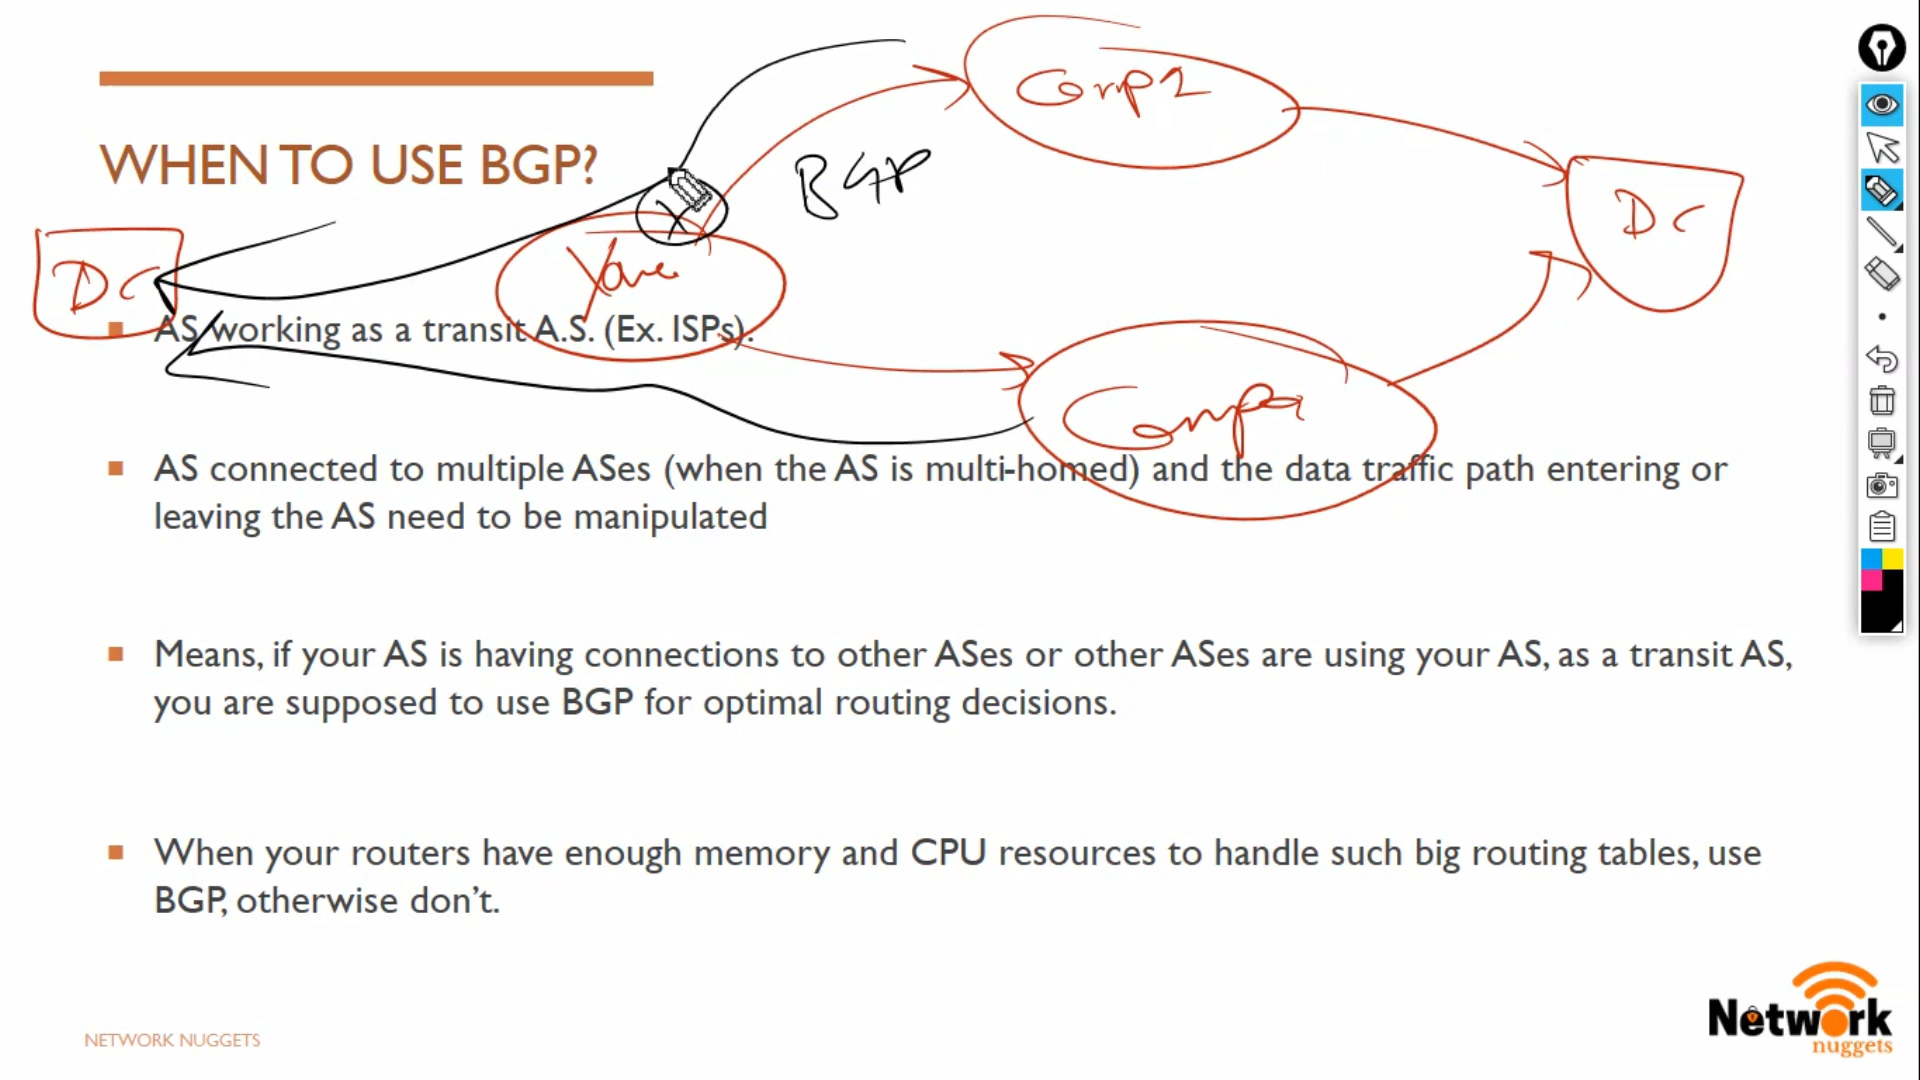 WHEN TO USE BGP?
BGP
DC
DC
AS working as a transit A.S. (Ex. ISPs).
AS connected to multiple ASes (when the AS is multi-homed) and the data traffic path entering or
leaving the AS need to be manipulated
Means, if your AS is having connections to other ASes or other ASes are using your AS, as a transit AS,
you are supposed to use BGP for optimal routing decisions.
When your routers have enough memory and CPU resources to handle such big routing tables, use
BGP, otherwise don't.
NETWORK NUGGETS
Network
nuggets